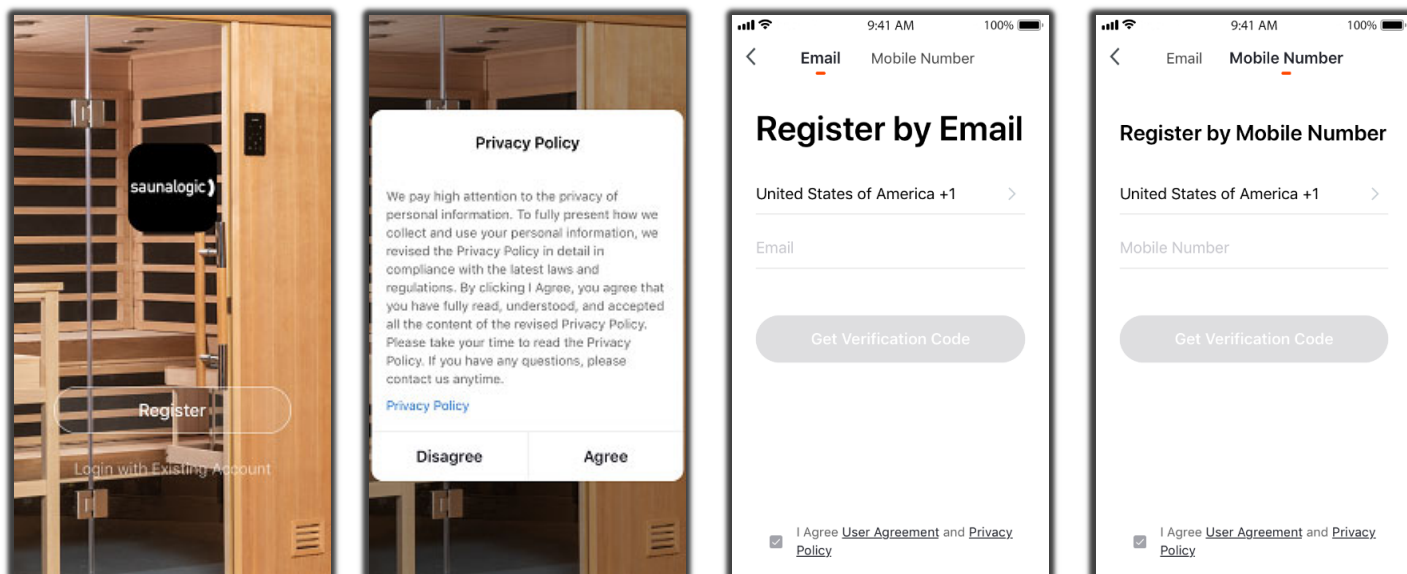 saunalogic
Register
Login with Existing Account
Privacy Policy
We pay high attention to the privacy of
personal information. To fully present how we
collect and use your personal information, we
revised the Privacy Policy in detail in
compliance with the latest laws and
regulations. By clicking I Agree, you agree that
you have fully read, understood, and accepted
all the content of the revised Privacy Policy.
Please take your time to read the Privacy
Policy. If you have any questions, please
contact us anytime.
Privacy Policy
Disagree Agree
9:41 AM 100%
Email Mobile Number
Register by Email
United States of America +1
Email
Get Verification Code
I Agree User Agreement and Privacy
Policy
9:41 AM 100%
Email Mobile Number
Register by Mobile Number
United States of America +1
Mobile Number
Get Verification Code
I Agree User Agreement and Privacy
Policy